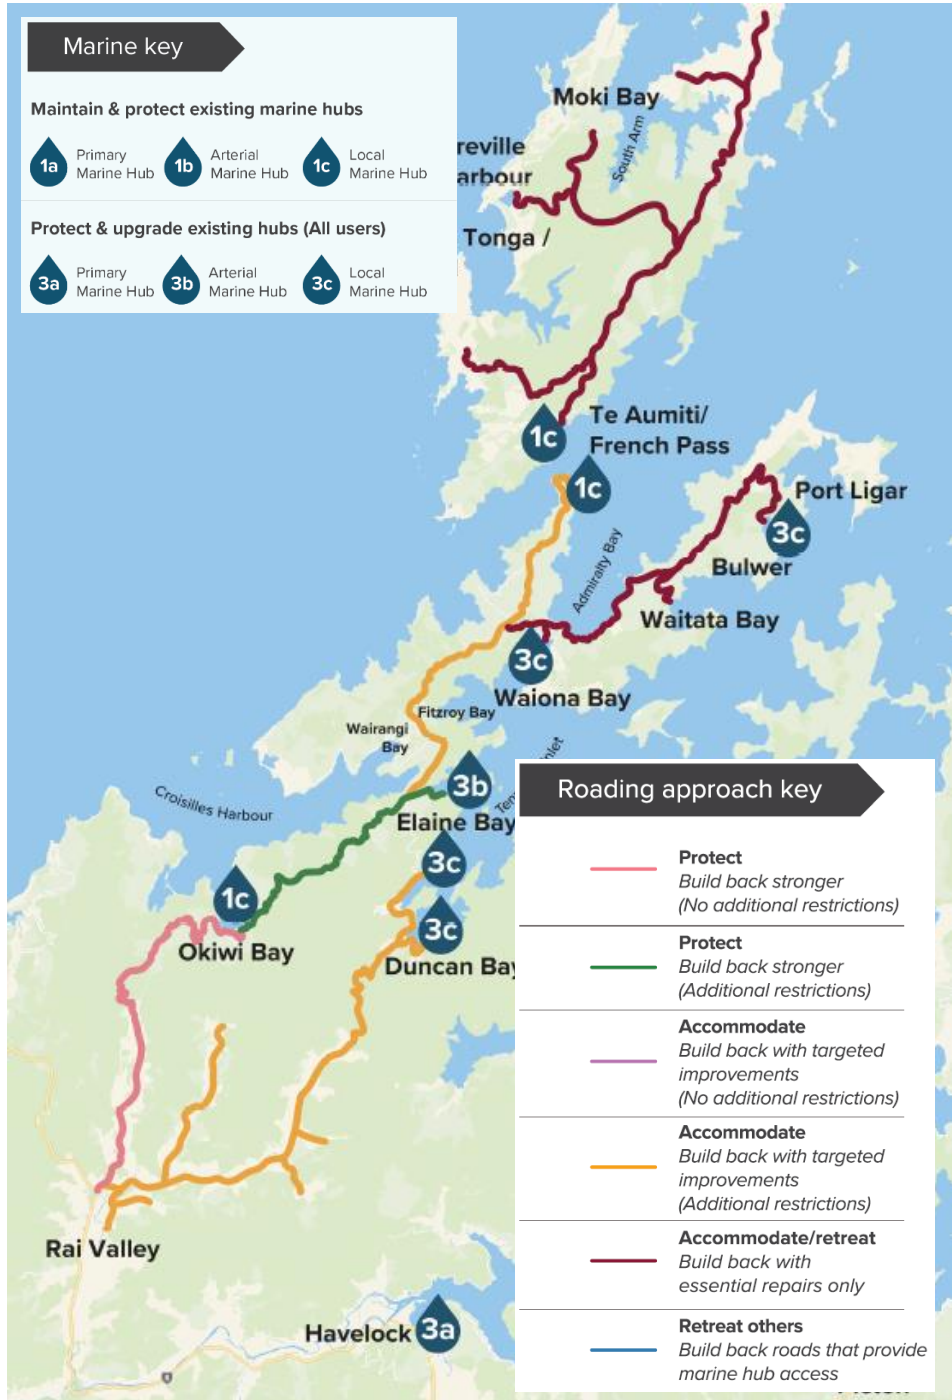 Marine key
Maintain & protect existing marine hubs
1a
Primary
Marine Hub
1b
Arterial
Marine Hub
1c
Local
Marine Hub
Protect & upgrade existing hubs (All users)
3a
Primary
Marine Hub
3b
Arterial
Marine Hub
3c
Local
Marine Hub
Moki Bay
South Arm
reville
arbour
Tonga /
1c
Te Aumiti/
French Pass
1c
Port Ligar
3c
Bulwer
Admiralty Bay
Waitata Bay
3c
Waiona Bay
Fitzroy Bay
Wairangi
Bay
nlet
Croisilles Harbour
3b
Ten
Elaine Bay
3c
1c
3c
Okiwi Bay
Duncan Bay
Rai Valley
Havelock
3a
6
Roading approach key
Protect
Build back stronger
(No additional restrictions)
Protect
Build back stronger
(Additional restrictions)
Accommodate
Build back with targeted
improvements
(No additional restrictions)
Accommodate
Build back with targeted
improvements
(Additional restrictions)
Accommodate/retreat
Build back with
essential repairs only
Retreat others
Build back roads that provide
marine hub access